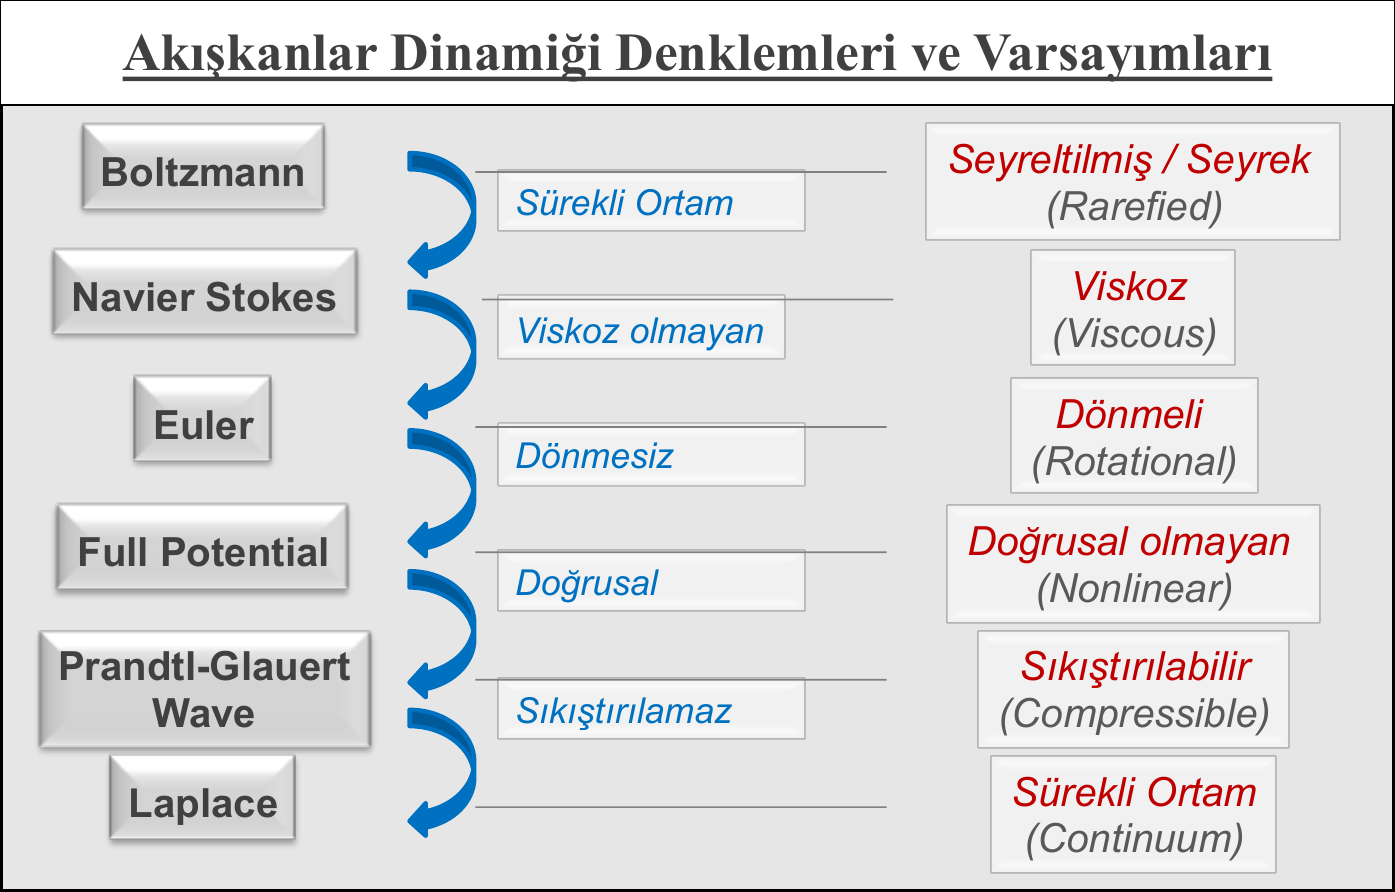 Akışkanlar Dinamiği Denklemleri ve Varsayımları
Boltzmann
Sürekli Ortam
Seyreltilmiş / Seyrek
(Rarefied)
Navier Stokes
Viskoz olmayan
Viskoz
(Viscous)
Euler
Dönmesiz
Dönmeli
(Rotational)
Full Potential
Doğrusal
Doğrusal olmayan
(Nonlinear)
Prandtl-Glauert
Wave
Sıkıştırılamaz
Sıkıştırılabilir
(Compressible)
Laplace
Sürekli Ortam
(Continuum)